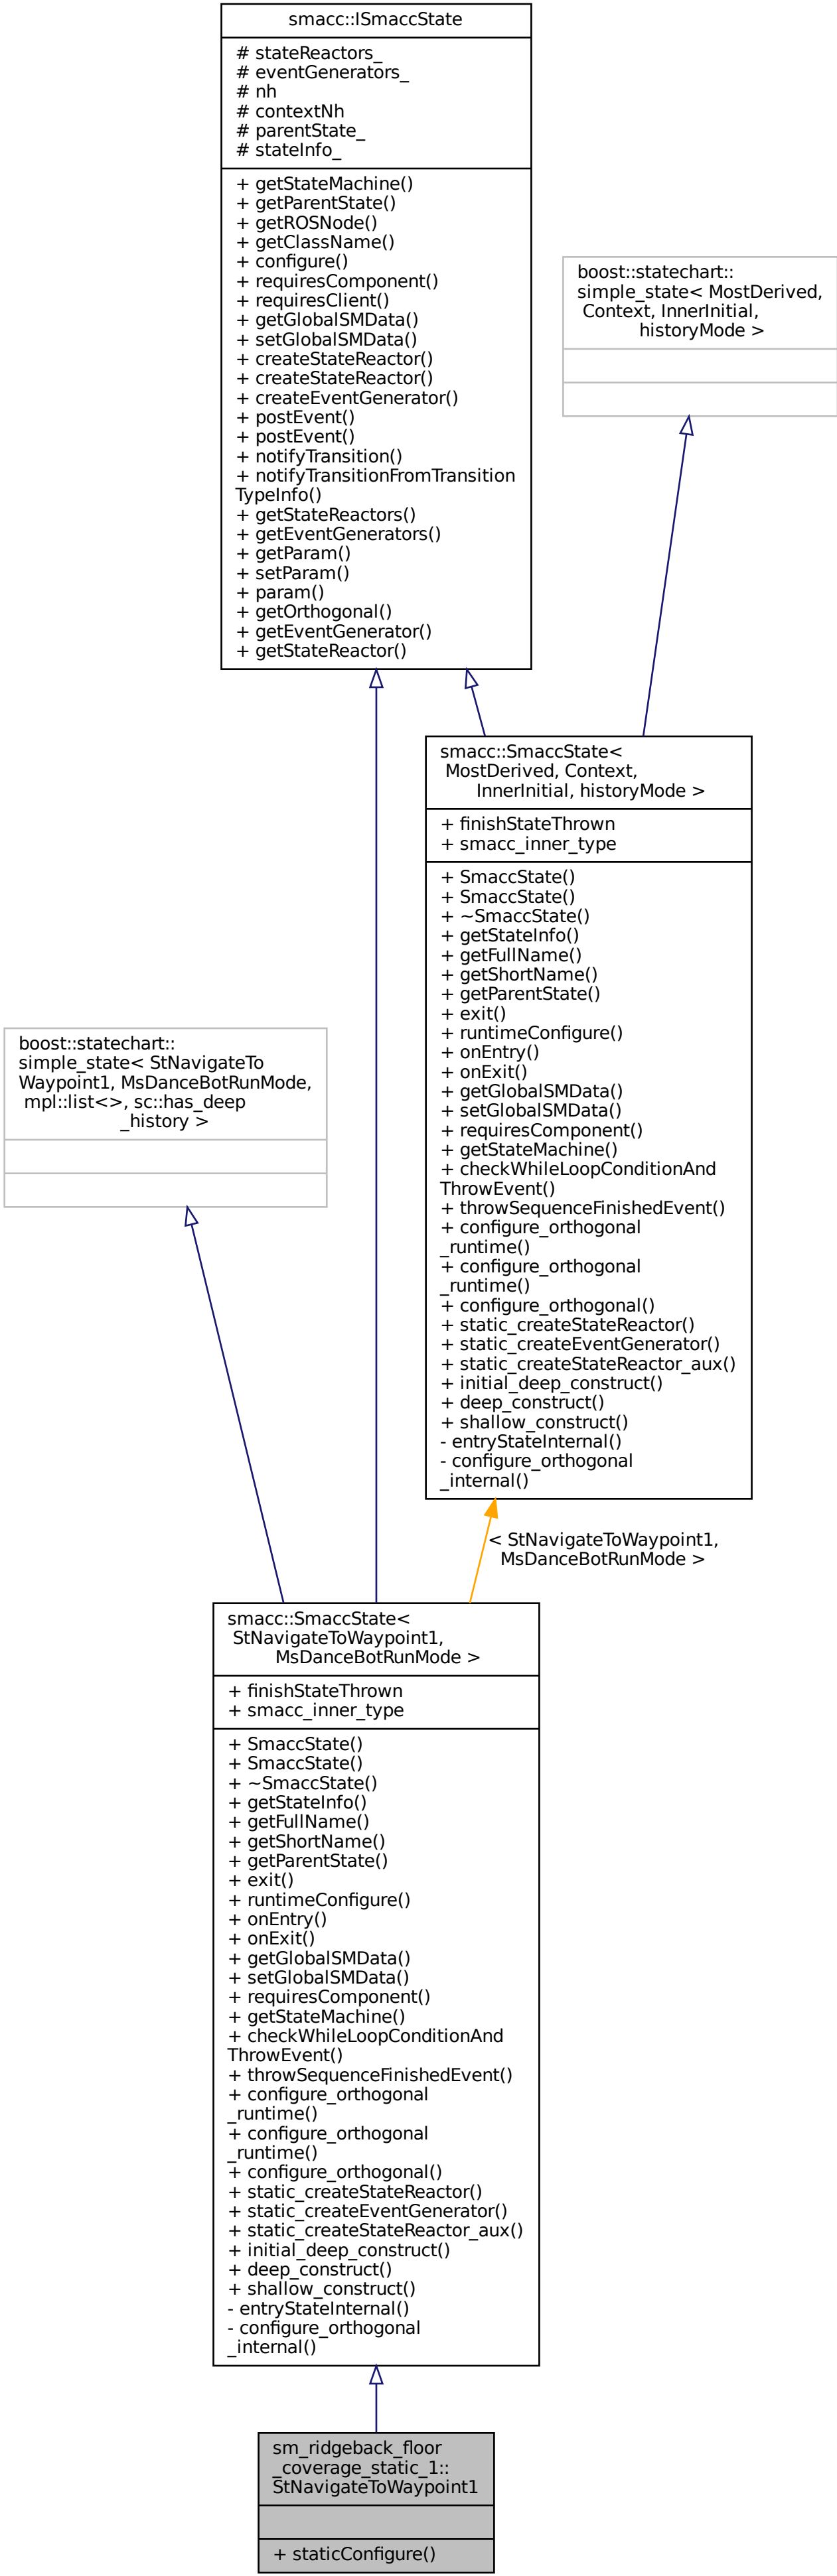 smacc::ISmaccState
# stateReactors_
# eventGenerators_
# nh
# contextNh
# parentState_
# stateInfo_
+ getStateMachine()
+ getParentState()
+ getROSNode()
+ getClassName()
+ configure()
+ requiresComponent()
+ requiresClient()
+ getGlobalSMData()
+ setGlobalSMData()
+ createStateReactor()
+ createStateReactor()
+ createEventGenerator()
+ postEvent()
+ postEvent()
+ notifyTransition()
+ notifyTransitionFromTransition
TypeInfo()
+ getStateReactors()
+ getEventGenerators()
+ getParam()
+ setParam()
+ param()
+ getOrthogonal()
+ getEventGenerator()
+ getStateReactor()
boost::statechart::
simple_state< MostDerived,
Context, InnerInitial,
historyMode >
smacc::SmaccState<
MostDerived, Context,
InnerInitial, historyMode >
+ finishStateThrown
+ smacc_inner_type
+ SmaccState()
+ SmaccState()
+ ~SmaccState()
+ getStateInfo()
+ getFullName()
+ getShortName()
+ getParentState()
+ exit()
+ runtimeConfigure()
+ onEntry()
+ onExit()
+ getGlobalSMData()
+ setGlobalSMData()
+ requiresComponent()
+ getStateMachine()
+ checkWhileLoopConditionAnd
ThrowEvent()
+ throwSequenceFinishedEvent()
+ configure_orthogonal
_runtime()
+ configure_orthogonal
_runtime()
+ configure_orthogonal()
+ static_createStateReactor()
+ static_createEventGenerator()
+ static_createStateReactor_aux()
+ initial_deep_construct()
+ deep_construct()
+ shallow_construct()
- entryStateInternal()
- configure_orthogonal
_internal()
boost::statechart::
simple_state< StNavigateTo
Waypoint1, MsDanceBotRunMode,
mpl::list<>, sc::has_deep
_history >
< StNavigateToWaypoint1,
MsDanceBotRunMode >
smacc::SmaccState<
StNavigateToWaypoint1,
MsDanceBotRunMode >
+ finishStateThrown
+ smacc_inner_type
+ SmaccState()
+ SmaccState()
+ ~SmaccState()
+ getStateInfo()
+ getFullName()
+ getShortName()
+ getParentState()
+ exit()
+ runtimeConfigure()
+ onEntry()
+ onExit()
+ getGlobalSMData()
+ setGlobalSMData()
+ requiresComponent()
+ getStateMachine()
+ checkWhileLoopConditionAnd
ThrowEvent()
+ throwSequenceFinishedEvent()
+ configure_orthogonal
_runtime()
+ configure_orthogonal
_runtime()
+ configure_orthogonal()
+ static_createStateReactor()
+ static_createEventGenerator()
+ static_createStateReactor_aux()
+ initial_deep_construct()
+ deep_construct()
+ shallow_construct()
- entryStateInternal()
- configure_orthogonal
_internal()
sm_ridgeback_floor
_coverage_static_1::
StNavigateToWaypoint1
+ staticConfigure()